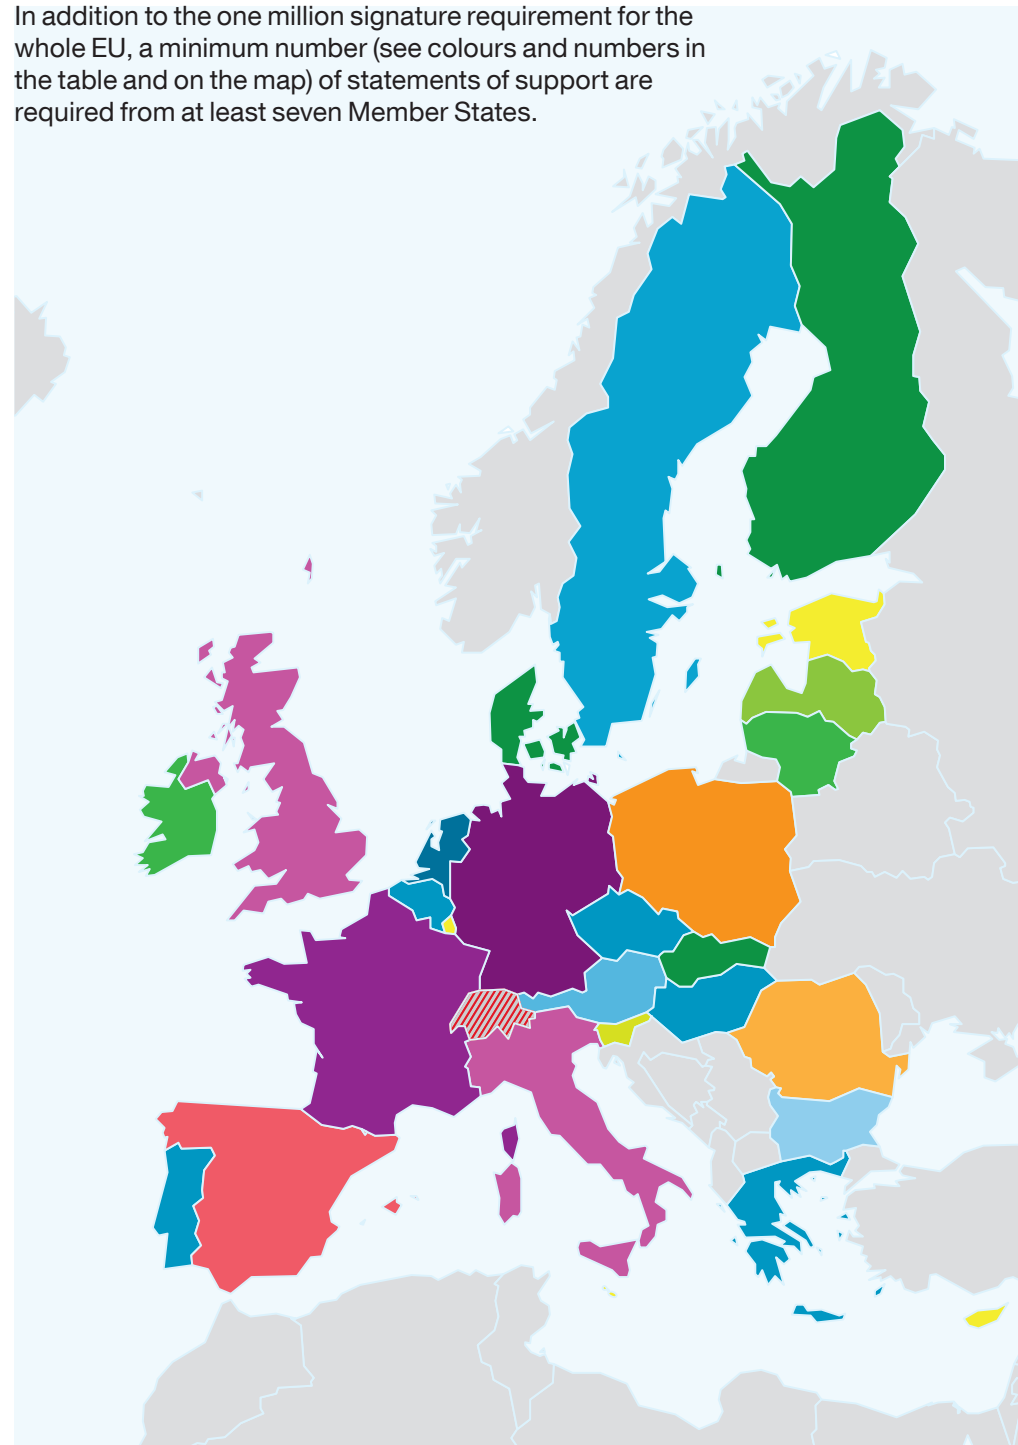 In addition to the one million signature requirement for the
whole EU, a minimum number (see colours and numbers in
the table and on the map) of statements of support are
required from at least seven Member States.